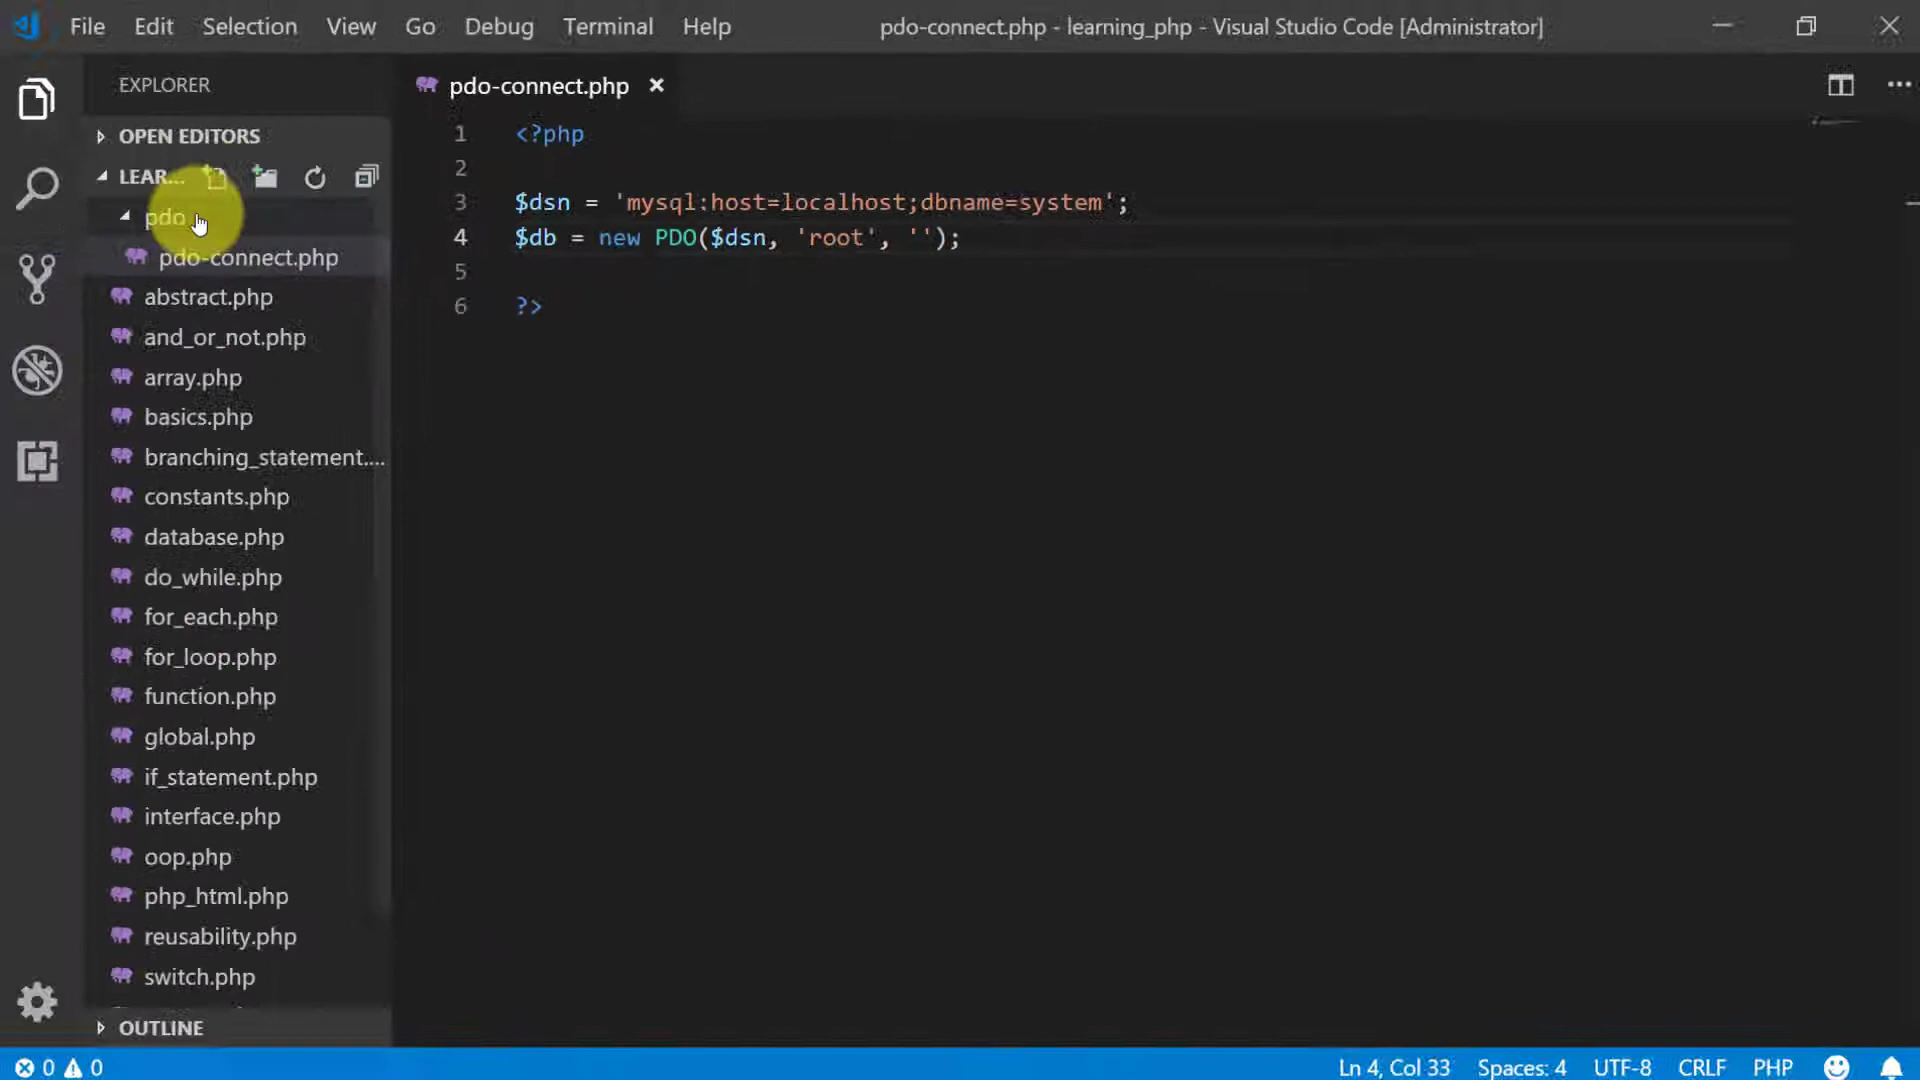 File Edit Selection View Go Debug Terminal Help
pdo-connect.php - learning_php - Visual Studio Code [Administrator]
EXPLORER
OPEN EDITORS
LEAR...
pdo
pdo-connect.php
abstract.php
and_or_not.php
array.php
basics.php
branching_statement....
constants.php
database.php
do_while.php
for_each.php
for_loop.php
function.php
global.php
if_statement.php
interface.php
oop.php
php_html.php
reusability.php
switch.php
OUTLINE
pdo-connect.php
1 <?php
2
3 $dsn = 'mysql:host=localhost;dbname=system';
4 $db = new PDO($dsn, 'root', '');
5
6 ?>
0 0
Ln 4, Col 33 Spaces: 4 UTF-8 CRLF PHP